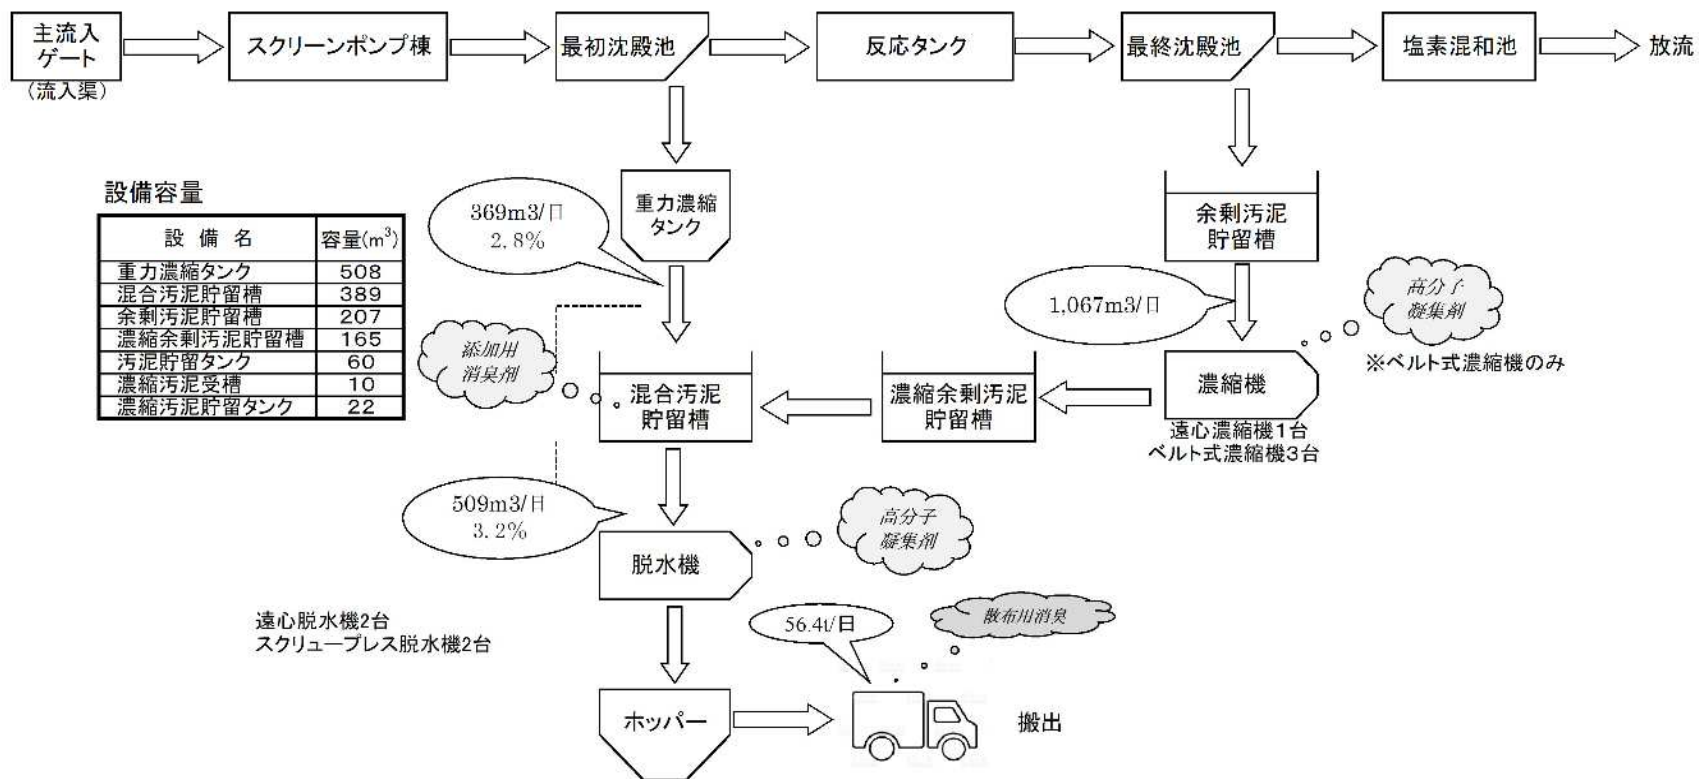 主流入
ゲート
(流入渠)
スクリーンポンプ棟
最初沈殿池
反応タンク
最終沈殿池
塩素混和池
放流
設備容量
設備名 容量(m³)
重力濃縮タンク 508
混合汚泥貯留槽 389
余剰汚泥貯留槽 207
濃縮余剰汚泥貯留槽 165
汚泥貯留タンク 60
濃縮汚泥受槽 10
濃縮汚泥貯留タンク 22
369m3/日
2.8%
重力濃縮
タンク
余剰汚泥
貯留槽
1,067m3/日
高分子
凝集剤
※ベルト式濃縮機のみ
添加用
消臭剤
混合汚泥
貯留槽
濃縮余剰汚泥
貯留槽
濃縮機
遠心濃縮機1台
ベルト式濃縮機3台
509m3/日
3.2%
高分子
凝集剤
脱水機
遠心脱水機2台
スクリュープレス脱水機2台
56.4t/日
散布用消臭
ホッパー
搬出